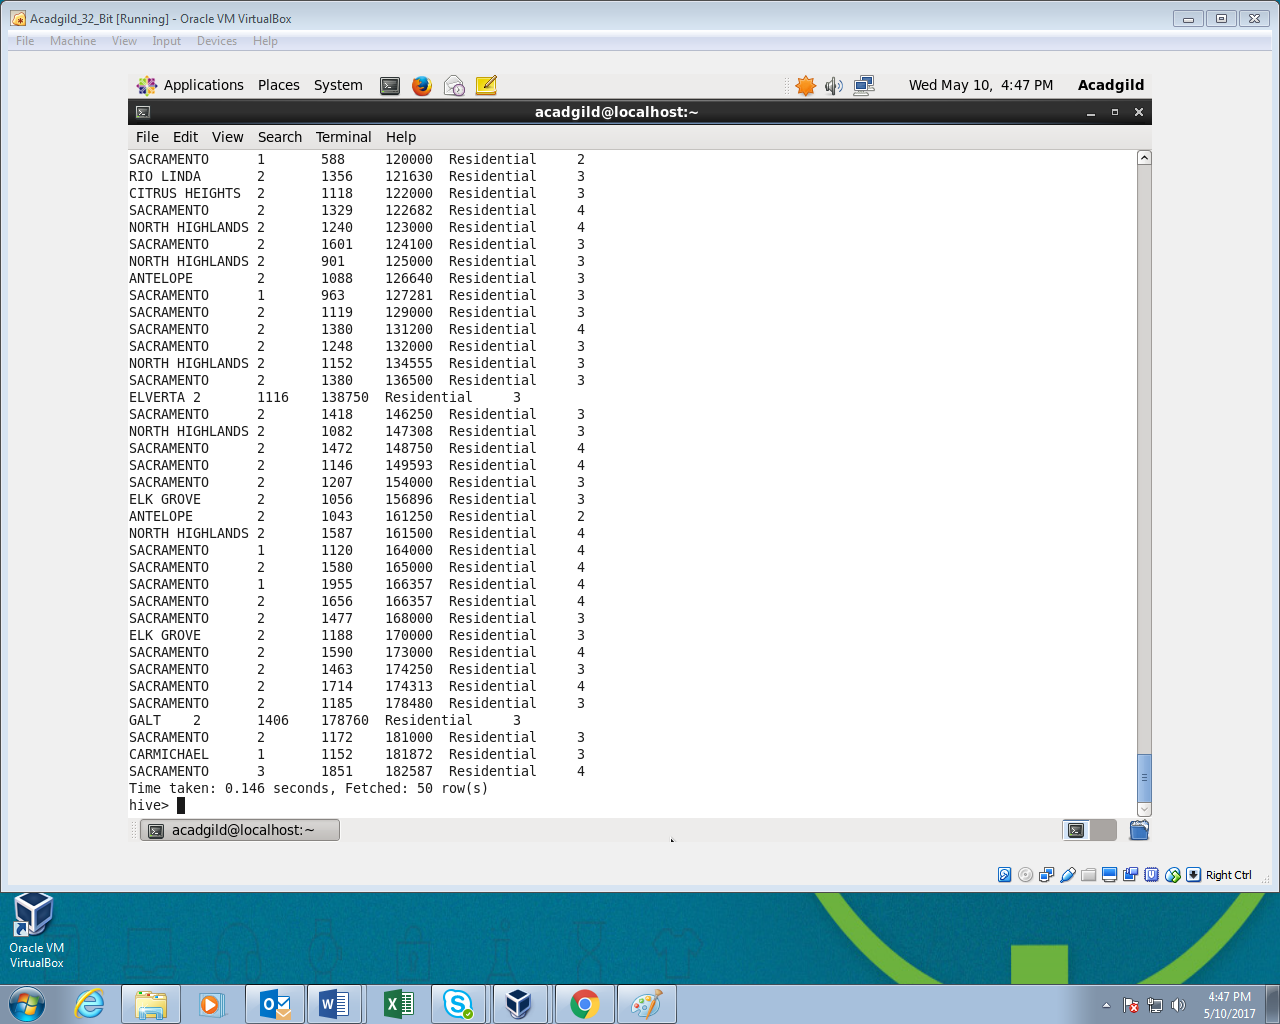 Acadgild_32_Bit [Running] - Oracle VM VirtualBox
File Machine View Input Devices Help
Applications Places System Wed May 10, 4:47 PM Acadgild
acadgild@localhost:~
File Edit View Search Terminal Help
SACRAMENTO 1 588 120000 Residential 2
RIO LINDA 2 1356 121630 Residential 3
CITRUS HEIGHTS 2 1118 122000 Residential 3
SACRAMENTO 2 1329 122682 Residential 4
NORTH HIGHLANDS 2 1240 123000 Residential 4
SACRAMENTO 2 1601 124100 Residential 3
NORTH HIGHLANDS 2 901 125000 Residential 3
ANTELOPE 2 1088 126640 Residential 3
SACRAMENTO 1 963 127281 Residential 3
SACRAMENTO 2 1119 129000 Residential 3
SACRAMENTO 2 1380 131200 Residential 4
SACRAMENTO 2 1248 132000 Residential 3
NORTH HIGHLANDS 2 1152 134555 Residential 3
SACRAMENTO 2 1380 136500 Residential 3
ELVERTA 2 1116 138750 Residential 3
SACRAMENTO 2 1418 146250 Residential 3
NORTH HIGHLANDS 2 1082 147308 Residential 3
SACRAMENTO 2 1472 148750 Residential 4
SACRAMENTO 2 1146 149593 Residential 4
SACRAMENTO 2 1207 154000 Residential 3
ELK GROVE 2 1056 156896 Residential 3
ANTELOPE 2 1043 161250 Residential 2
NORTH HIGHLANDS 2 1587 161500 Residential 4
SACRAMENTO 1 1120 164000 Residential 4
SACRAMENTO 2 1580 165000 Residential 4
SACRAMENTO 1 1955 166357 Residential 4
SACRAMENTO 2 1656 166357 Residential 4
SACRAMENTO 2 1477 168000 Residential 3
ELK GROVE 2 1188 170000 Residential 3
SACRAMENTO 2 1590 173000 Residential 4
SACRAMENTO 2 1463 174250 Residential 3
SACRAMENTO 2 1714 174313 Residential 4
SACRAMENTO 2 1185 178480 Residential 3
GALT 2 1406 178760 Residential 3
SACRAMENTO 2 1172 181000 Residential 3
CARMICHAEL 1 1152 181872 Residential 3
SACRAMENTO 3 1851 182587 Residential 4
Time taken: 0.146 seconds, Fetched: 50 row(s)
hive>
acadgild@localhost:~
Right Ctrl
Oracle VM
VirtualBox
4:47 PM
5/10/2017